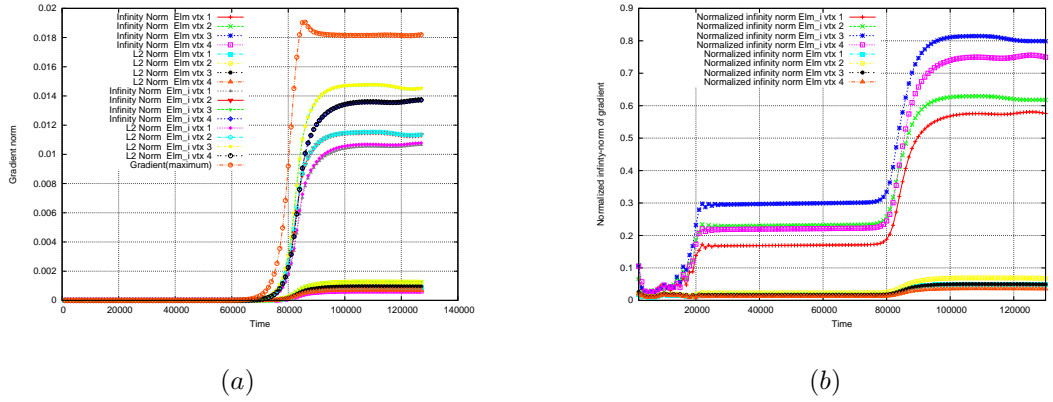 0.02
0.018
0.016
0.014
0.012
0.01
0.008
0.006
0.004
0.002
0
0
20000
40000
60000
80000
100000
120000
140000
Gradient norm
Time
Infinity Norm Elm vtx 1
Infinity Norm Elm vtx 2
Infinity Norm Elm vtx 3
Infinity Norm Elm vtx 4
L2 Norm Elm vtx 1
L2 Norm Elm vtx 2
L2 Norm Elm vtx 3
L2 Norm Elm vtx 4
Infinity Norm Elm_i vtx 1
Infinity Norm Elm_i vtx 2
Infinity Norm Elm_i vtx 3
Infinity Norm Elm_i vtx 4
L2 Norm Elm_i vtx 1
L2 Norm Elm_i vtx 2
L2 Norm Elm_i vtx 3
L2 Norm Elm_i vtx 4
Gradient(maximum)
(a)
0.9
0.8
0.7
0.6
0.5
0.4
0.3
0.2
0.1
0
20000
40000
60000
80000
100000
120000
Normalized infinty-norm of gradient
Time
Normalized infinity norm Elm_i vtx 1
Normalized infinity norm Elm_i vtx 2
Normalized infinity norm Elm_i vtx 3
Normalized infinity norm Elm_i vtx 4
Normalized infinity norm Elm vtx 1
Normalized infinity norm Elm vtx 2
Normalized infinity norm Elm vtx 3
Normalized infinity norm Elm vtx 4
(b)